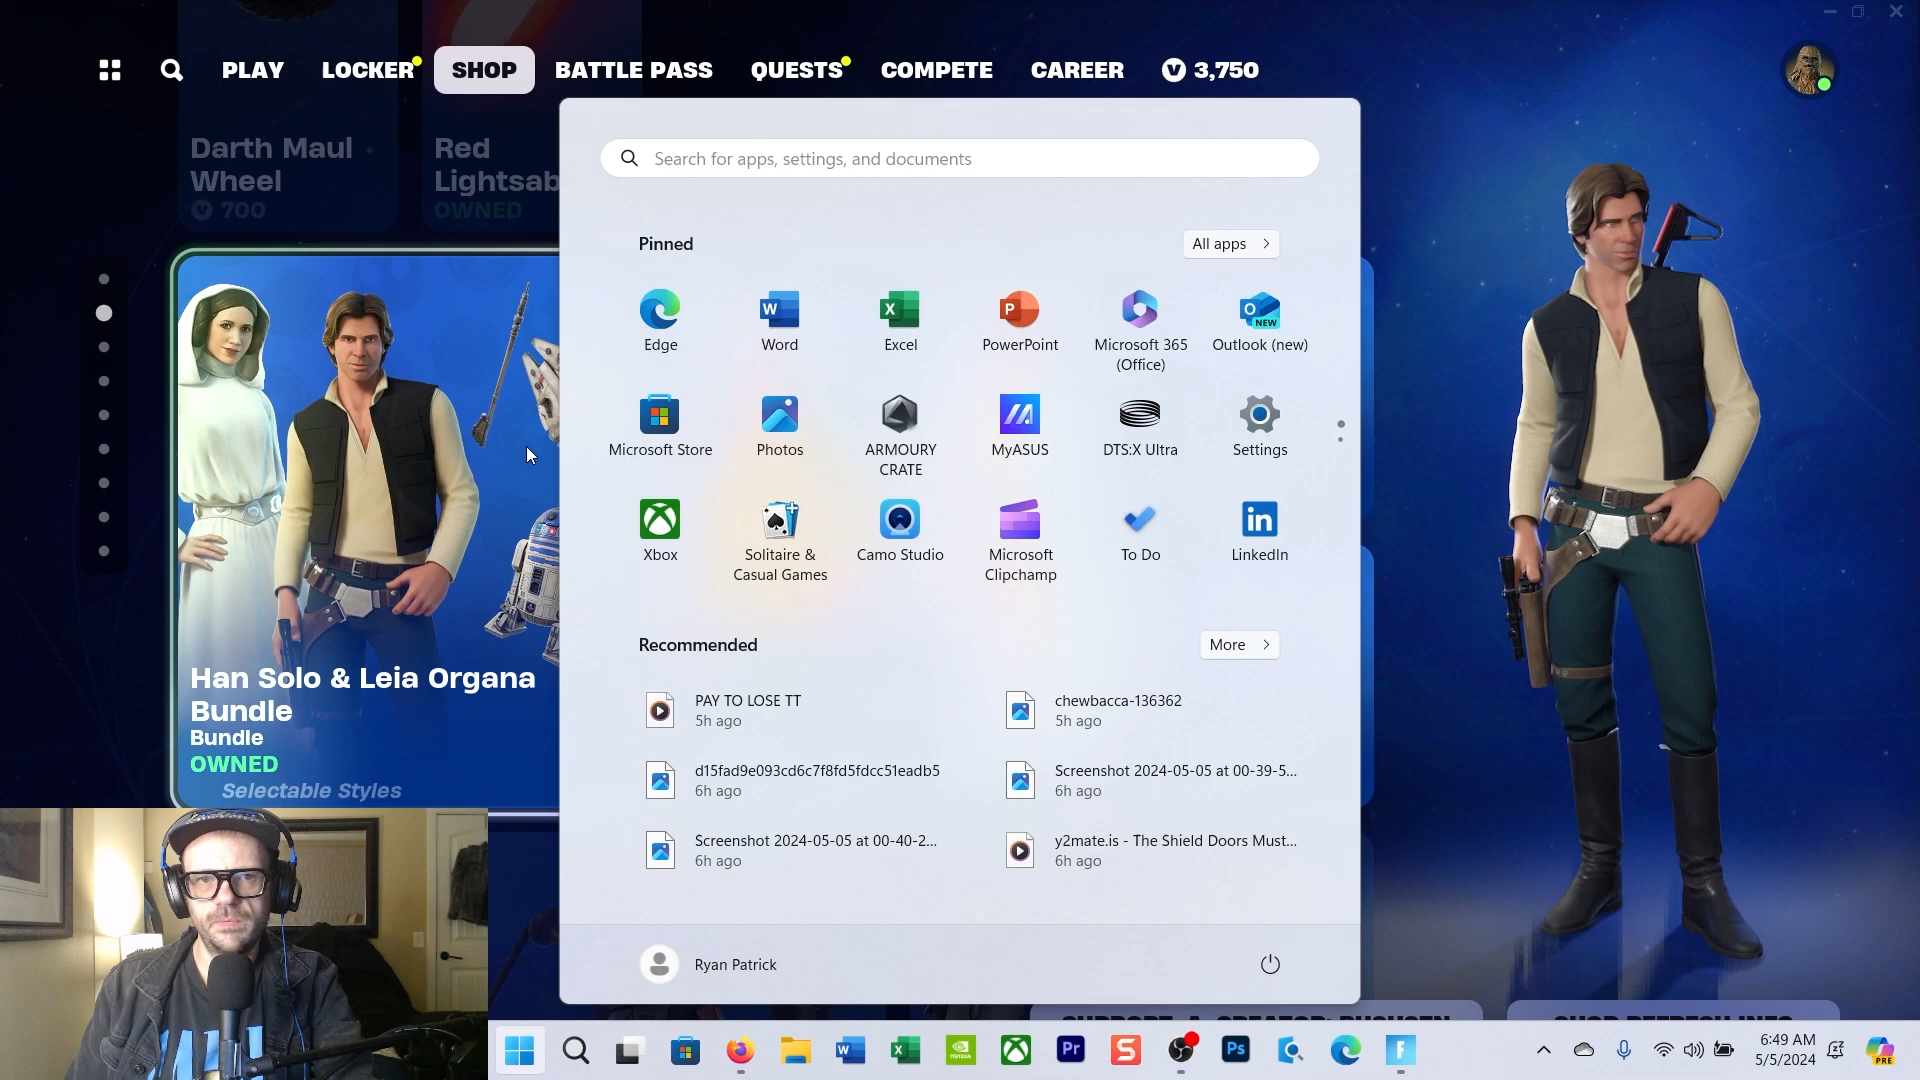 PLAY
LOCKER
SHOP
BATTLE PASS
QUESTS
COMPETE
CAREER
3,750
Darth Maul
Wheel
700
Red
Lightsab
OWNED
Search for apps, settings, and documents
Pinned
All apps
Edge
Word
Excel
PowerPoint
Microsoft 365
(Office)
Outlook (new)
NEW
Microsoft Store
Photos
ARMOURY
CRATE
MyASUS
DTS:X Ultra
Settings
Xbox
Solitaire &
Casual Games
Camo Studio
Microsoft
Clipchamp
To Do
LinkedIn
Recommended
More
PAY TO LOSE TT
5h ago
chewbacca-136362
5h ago
d15fad9e093cd6c7f8fd5fdcc51eadb5
6h ago
Screenshot 2024-05-05 at 00-39-5...
6h ago
Screenshot 2024-05-05 at 00-40-2...
6h ago
y2mate.is - The Shield Doors Must...
6h ago
Ryan Patrick
Han Solo & Leia Organa
Bundle
Bundle
OWNED
Selectable Styles
6:49 AM
5/5/2024
PRE